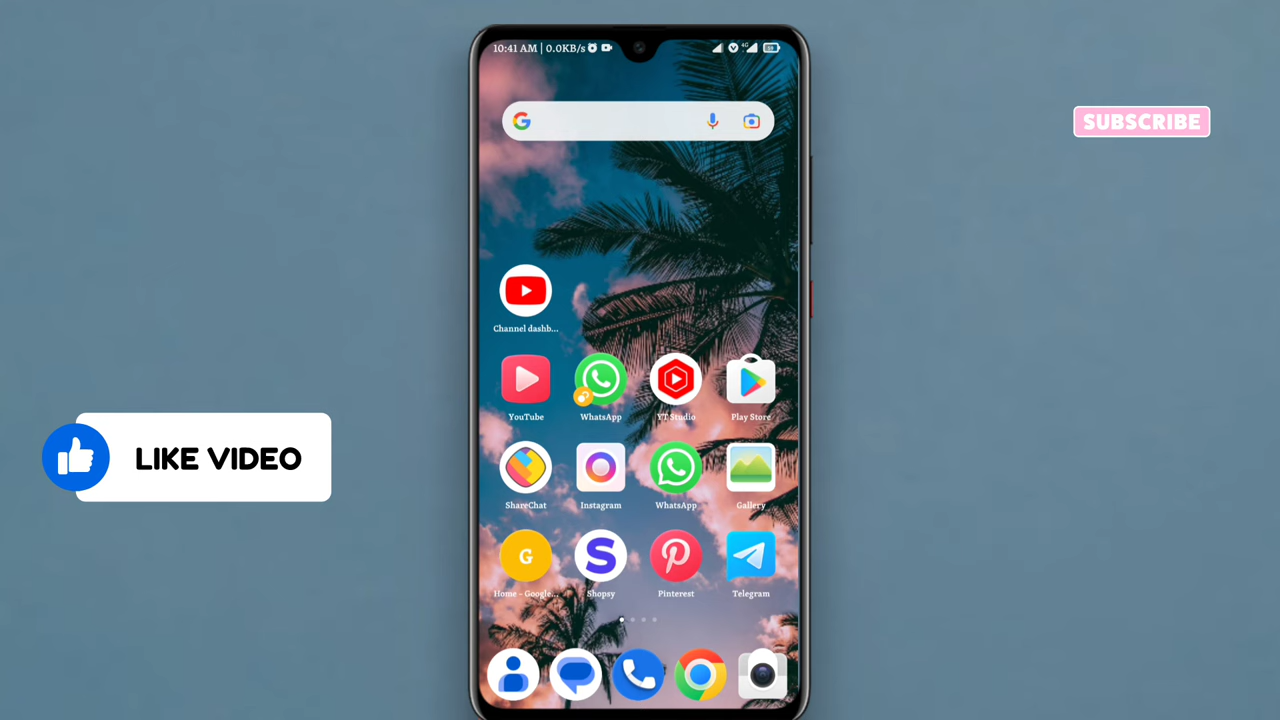 10:41 AM | 0.0KB/s
4G
SUBSCRIBE
Channel dashb...
YouTube
WhatsApp
YT Studio
Play Store
LIKE VIDEO
ShareChat
Instagram
WhatsApp
Gallery
G
S
Home - Google...
Shopsy
Pinterest
Telegram